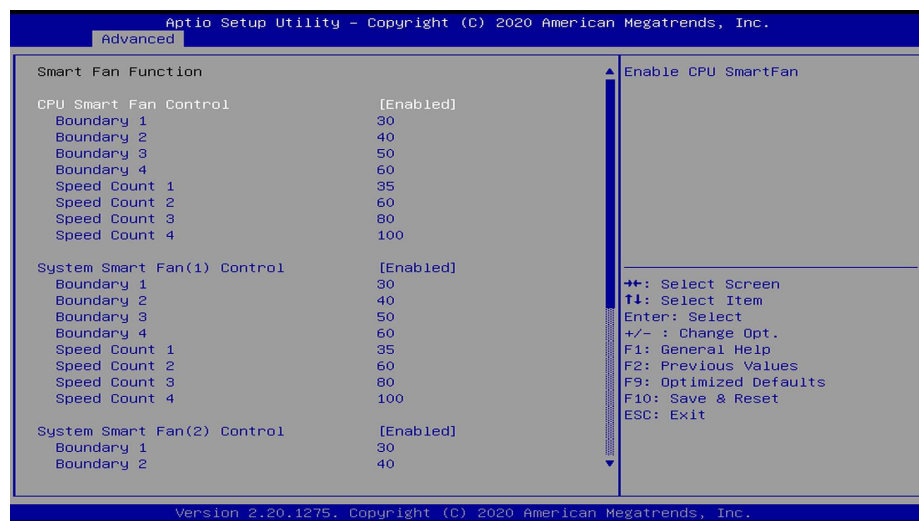 Aptio Setup Utility – Copyright (C) 2020 American Megatrends, Inc.
Advanced
Smart Fan Function
CPU Smart Fan Control [Enabled]
Boundary 1 30
Boundary 2 40
Boundary 3 50
Boundary 4 60
Speed Count 1 35
Speed Count 2 60
Speed Count 3 80
Speed Count 4 100
System Smart Fan(1) Control [Enabled]
Boundary 1 30
Boundary 2 40
Boundary 3 50
Boundary 4 60
Speed Count 1 35
Speed Count 2 60
Speed Count 3 80
Speed Count 4 100
System Smart Fan(2) Control [Enabled]
Boundary 1 30
Boundary 2 40
Enable CPU SmartFan
→←: Select Screen
↑↓: Select Item
Enter: Select
+/- : Change Opt.
F1: General Help
F2: Previous Values
F9: Optimized Defaults
F10: Save & Reset
ESC: Exit
Version 2.20.1275. Copyright (C) 2020 American Megatrends, Inc.